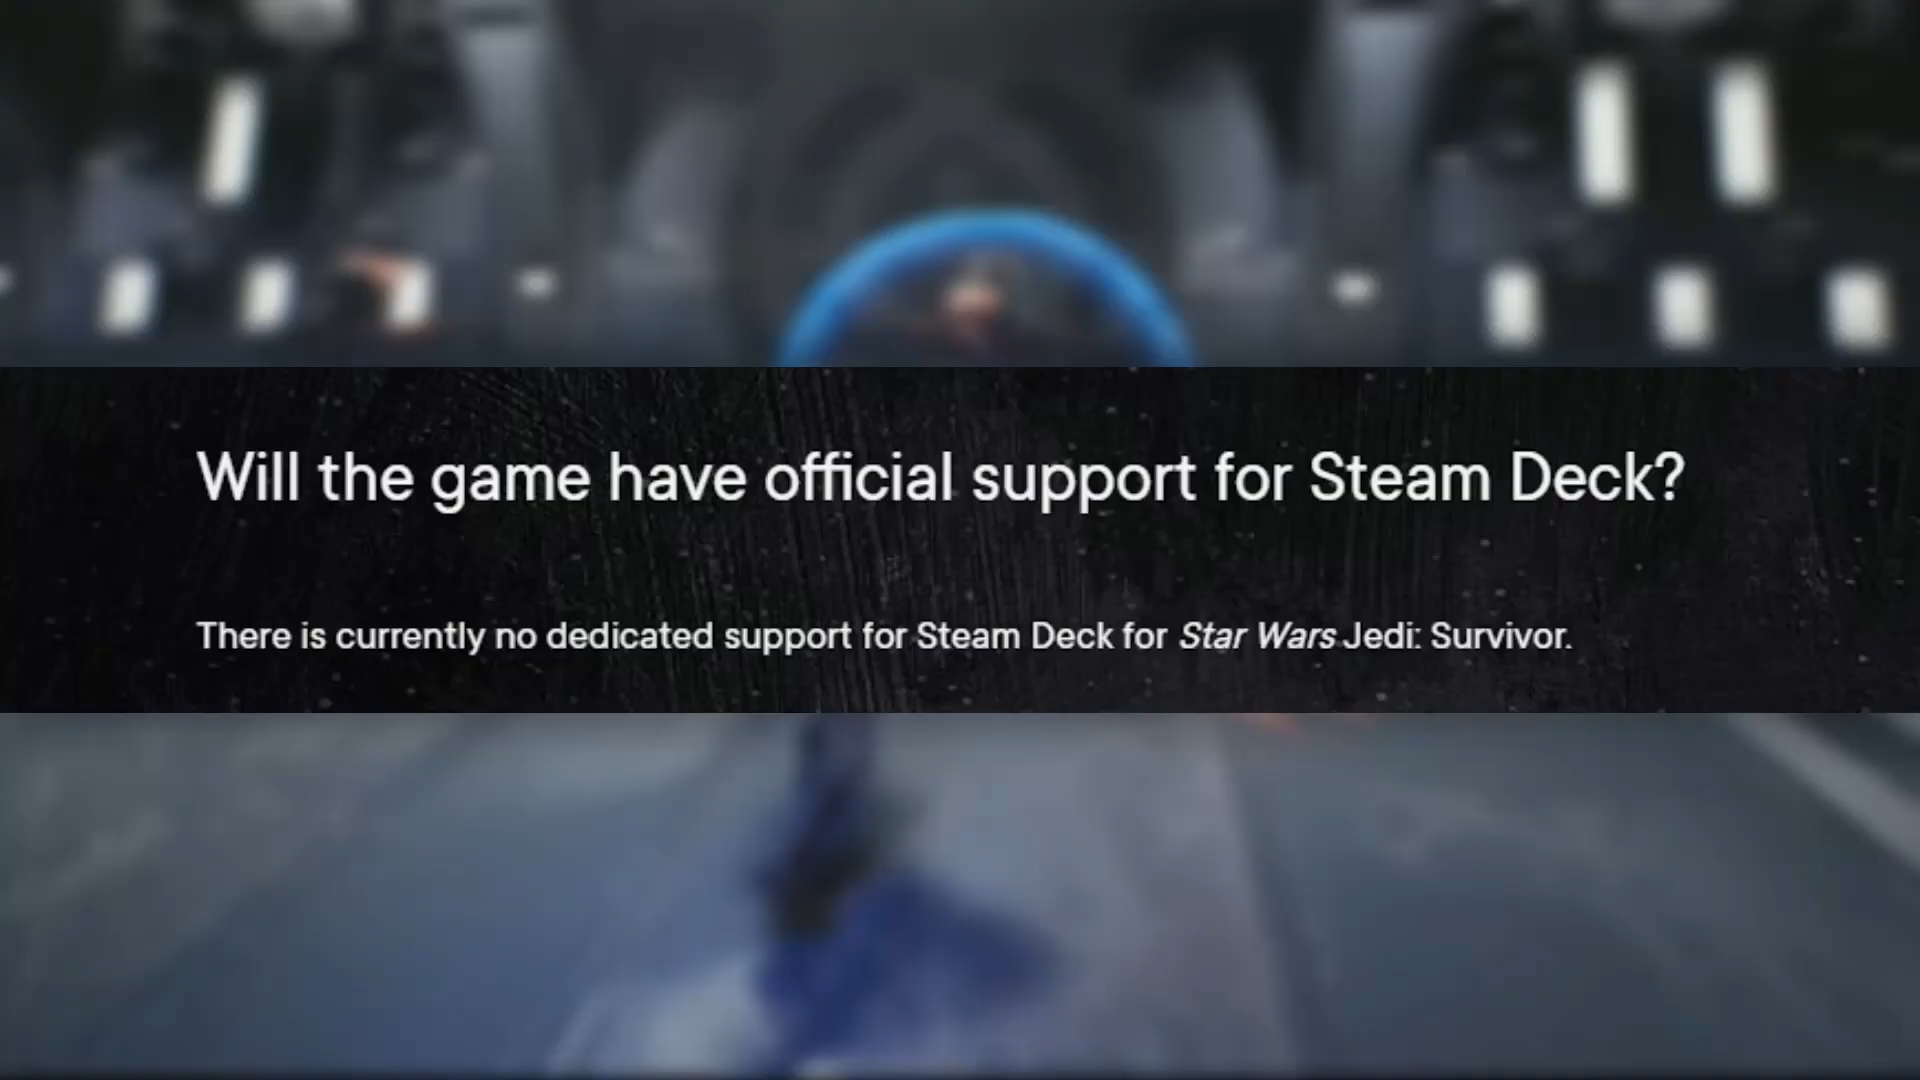 Will the game have official support for Steam Deck?
There is currently no dedicated support for Steam Deck for Star Wars Jedi: Survivor.